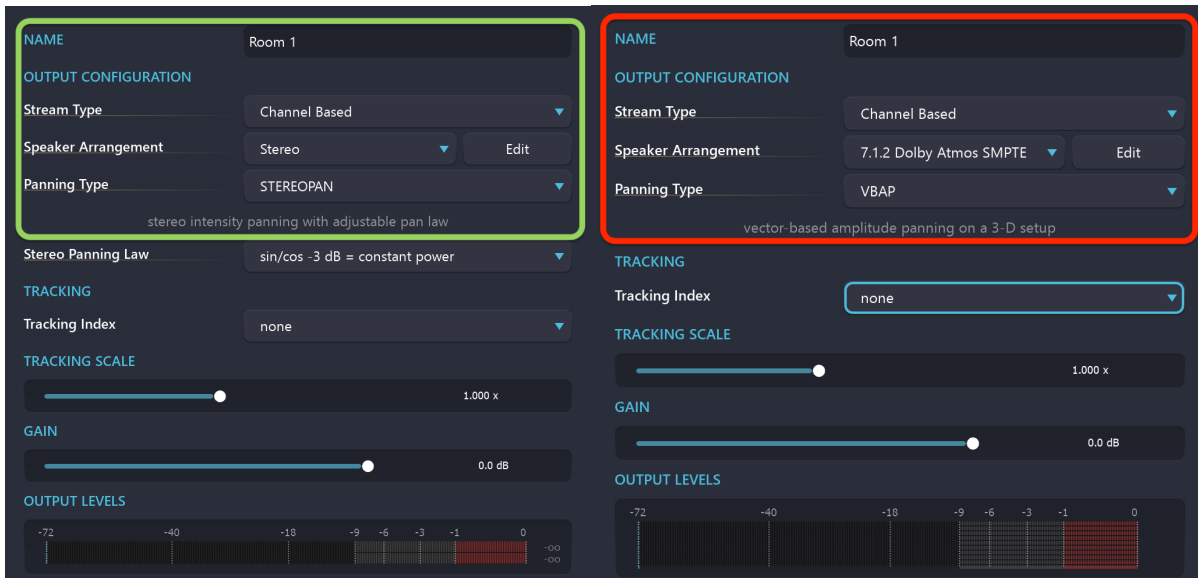 NAME
Room 1
OUTPUT CONFIGURATION
Stream Type
Channel Based
Speaker Arrangement
Stereo
Edit
Panning Type
STEREOPAN
stereo intensity panning with adjustable pan law
Stereo Panning Law
sin/cos -3 dB = constant power
TRACKING
Tracking Index
none
TRACKING SCALE
1.000 x
GAIN
0.0 dB
OUTPUT LEVELS
-72 -40 -18 -9 -6 -3 -1 0
-oo
-oo
NAME
Room 1
OUTPUT CONFIGURATION
Stream Type
Channel Based
Speaker Arrangement
7.1.2 Dolby Atmos SMPTE
Edit
Panning Type
VBAP
vector-based amplitude panning on a 3-D setup
TRACKING
Tracking Index
none
TRACKING SCALE
1.000 x
GAIN
0.0 dB
OUTPUT LEVELS
-72 -40 -18 -9 -6 -3 -1 0